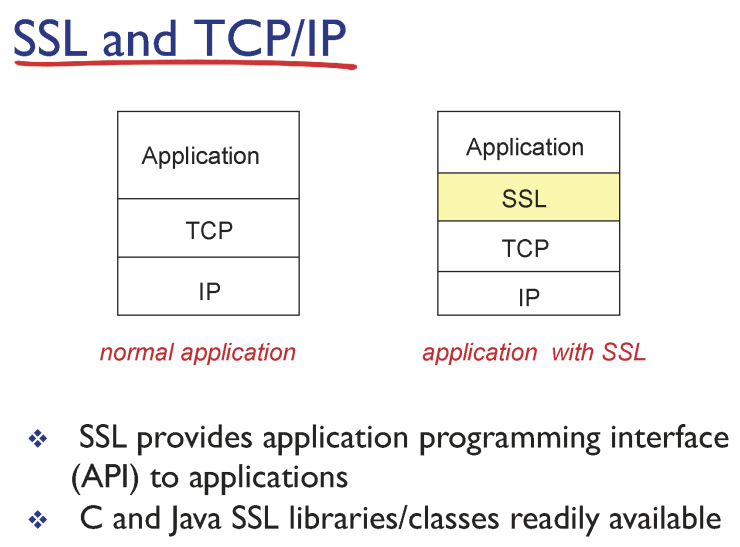 SSL and TCP/IP
Application
TCP
IP
normal application
Application
SSL
TCP
IP
application with SSL
SSL provides application programming interface
(API) to applications
C and Java SSL libraries/classes readily available